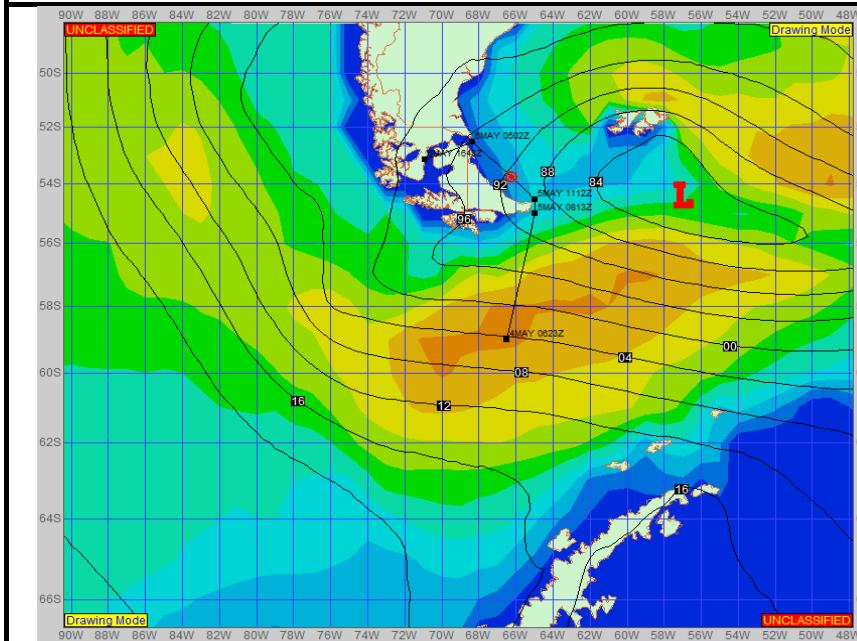 90W 88W 86W 84W 82W 80W 78W 76W 74W 72W 70W 68W 66W 64W 62W 60W 58W 56W 54W 52W 50W 48W
UNCLASSIFIED
Drawing Mode
50S
52S
5MAY 0502Z
88
84
92
54S
L
5MAY 1112Z
5MAY 0813Z
96
56S
58S
4MAY 0623Z
00
04
08
60S
16
12
62S
16
64S
66S
Drawing Mode
UNCLASSIFIED
90W 88W 86W 84W 82W 80W 78W 76W 74W 72W 70W 68W 66W 64W 62W 60W 58W 56W 54W 52W 50W 48W